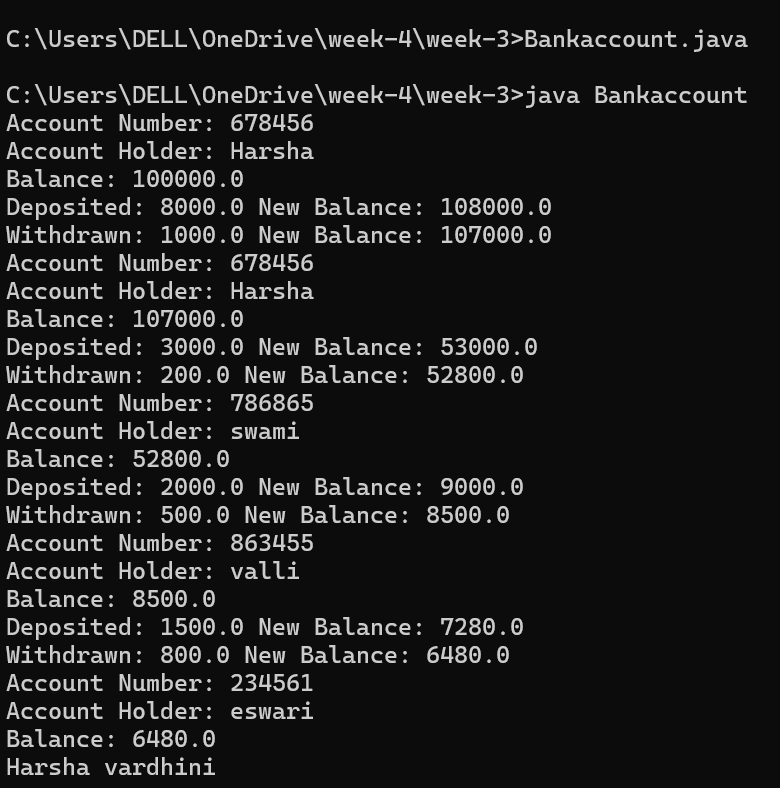 C:\Users\DELL\OneDrive\week-4\week-3>Bankaccount.java
C:\Users\DELL\OneDrive\week-4\week-3>java Bankaccount
Account Number: 678456
Account Holder: Harsha
Balance: 100000.0
Deposited: 8000.0 New Balance: 108000.0
Withdrawn: 1000.0 New Balance: 107000.0
Account Number: 678456
Account Holder: Harsha
Balance: 107000.0
Deposited: 3000.0 New Balance: 53000.0
Withdrawn: 200.0 New Balance: 52800.0
Account Number: 786865
Account Holder: swami
Balance: 52800.0
Deposited: 2000.0 New Balance: 9000.0
Withdrawn: 500.0 New Balance: 8500.0
Account Number: 863455
Account Holder: valli
Balance: 8500.0
Deposited: 1500.0 New Balance: 7280.0
Withdrawn: 800.0 New Balance: 6480.0
Account Number: 234561
Account Holder: eswari
Balance: 6480.0
Harsha vardhini